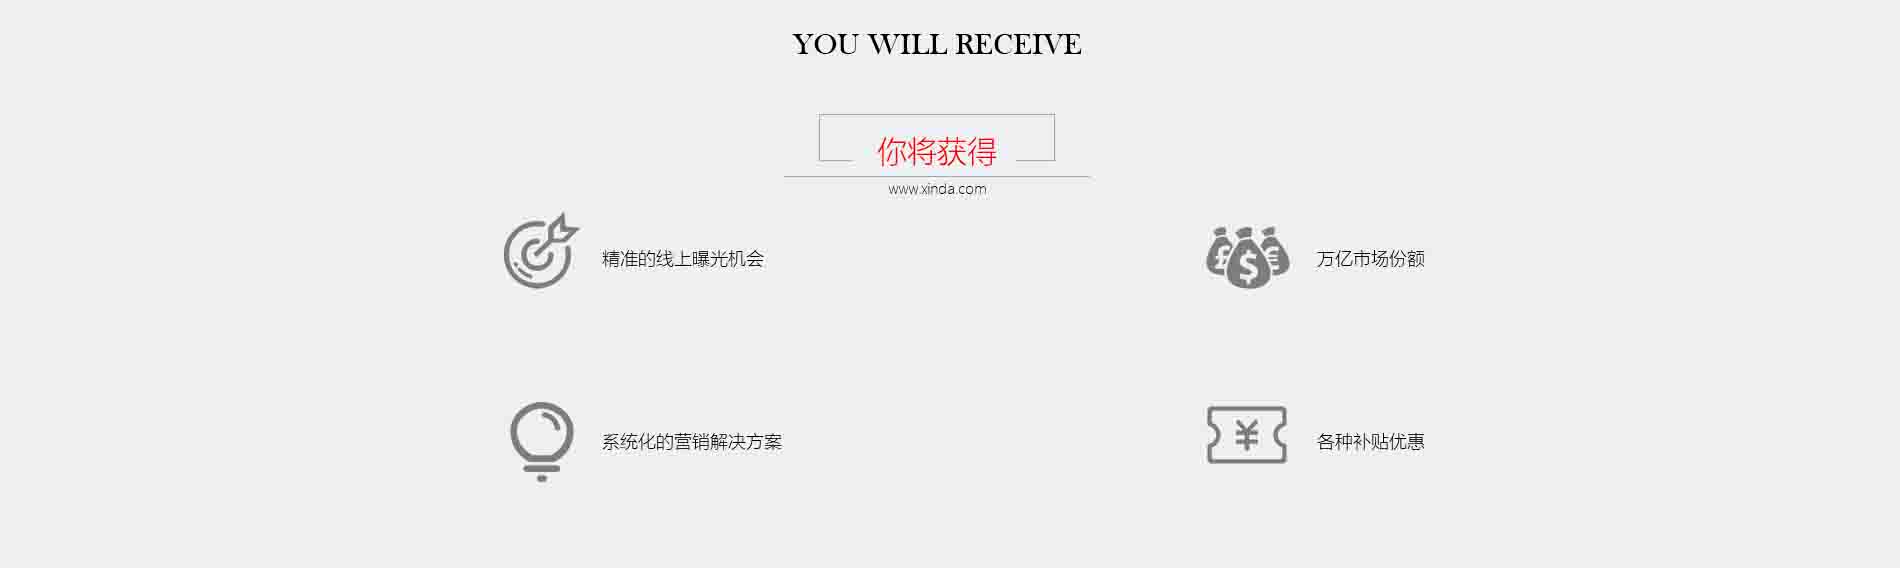 YOU WILL RECEIVE
你将获得
www.xinda.com
精准的线上曝光机会
万亿市场份额
系统化的营销解决方案
各种补贴优惠